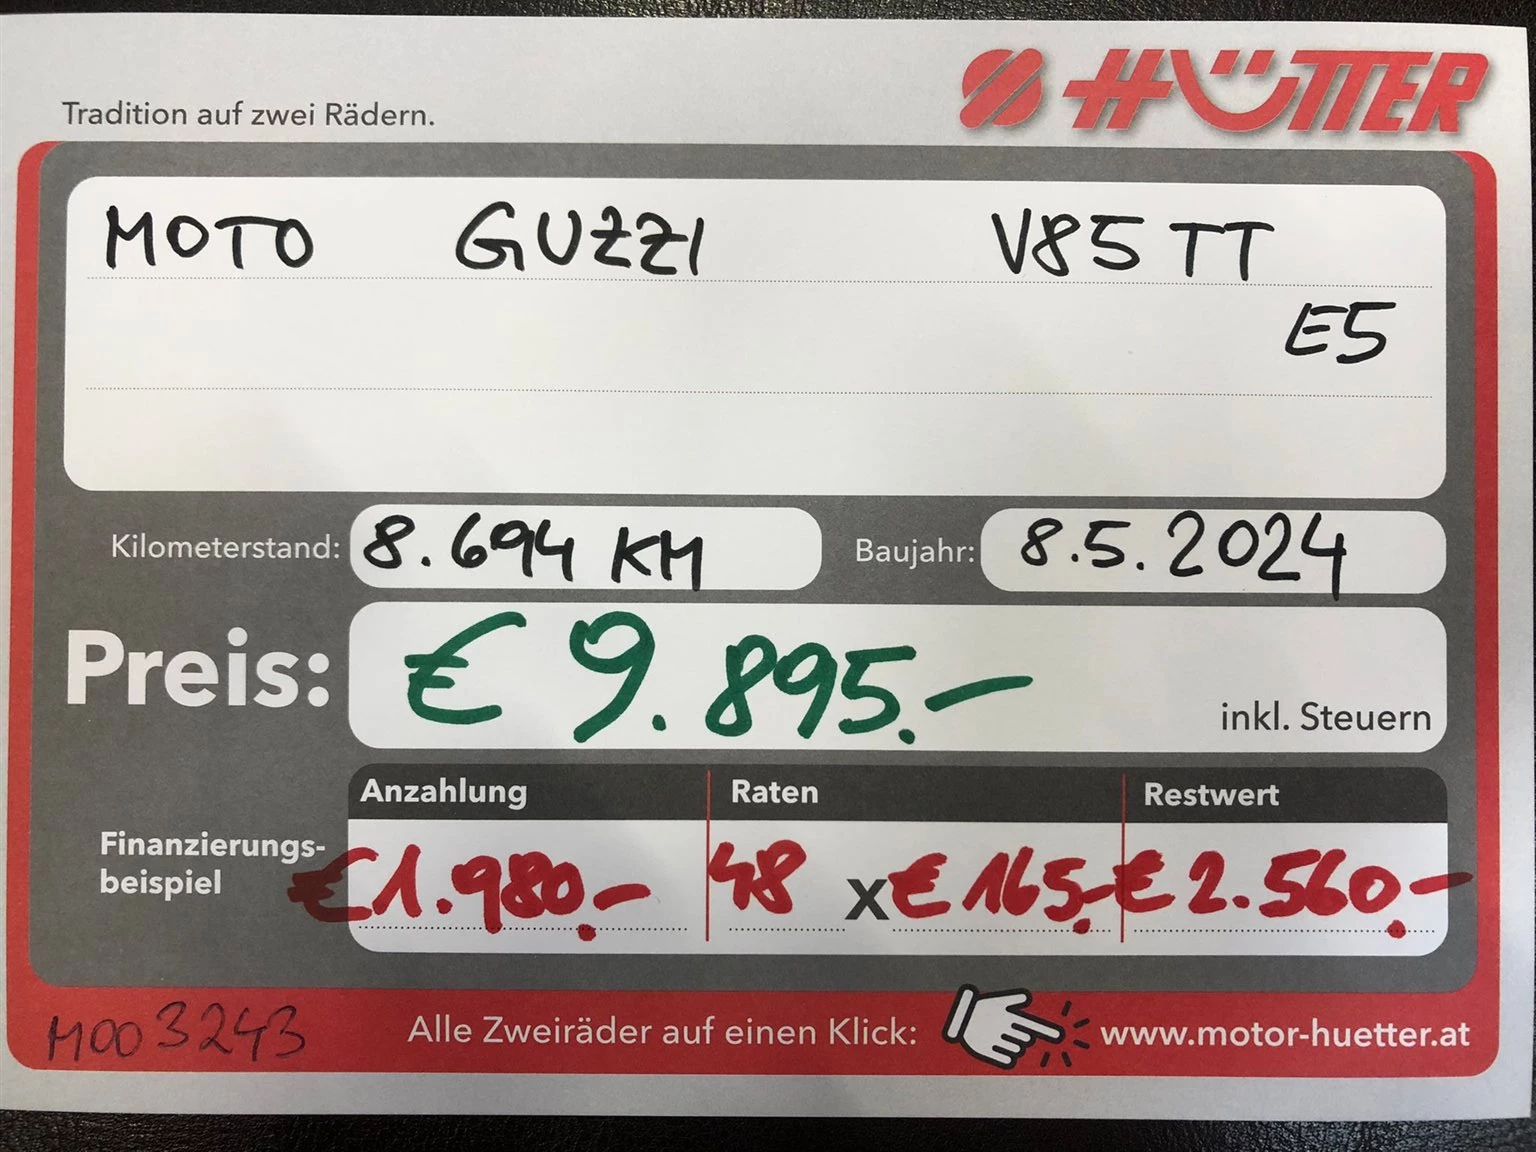 Tradition auf zwei Rädern.
HÜTTER
MOTO GUZZI V85 TT
E5
Kilometerstand: 8.694 KM Baujahr: 8.5.2024
Preis: € 9.895.-
inkl. Steuern
Anzahlung Raten Restwert
Finanzierungs-
beispiel
€ 1.980.- 48 x € 165.- € 2.560.-
M003243 Alle Zweiräder auf einen Klick: www.motor-huetter.at